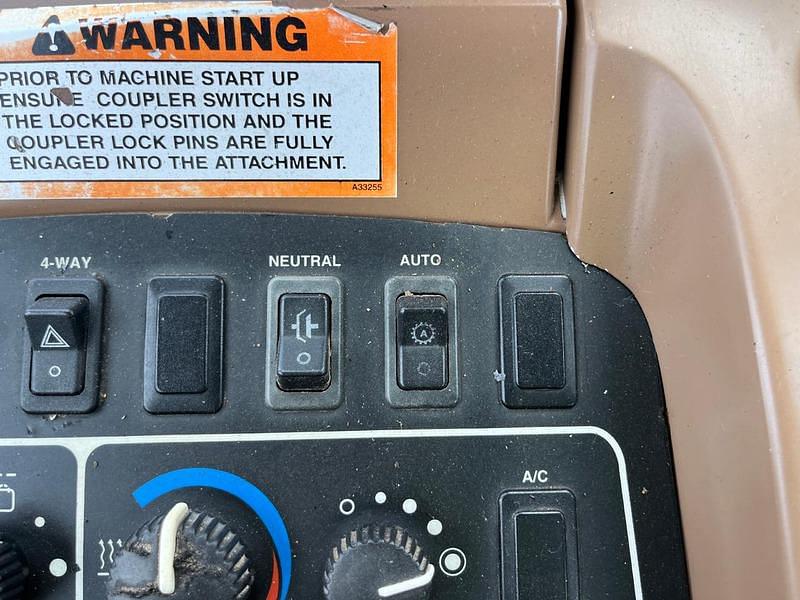 WARNING
PRIOR TO MACHINE START UP
ENSURE COUPLER SWITCH IS IN
THE LOCKED POSITION AND THE
COUPLER LOCK PINS ARE FULLY
ENGAGED INTO THE ATTACHMENT.
A33255
4-WAY
NEUTRAL
AUTO
A
A/C